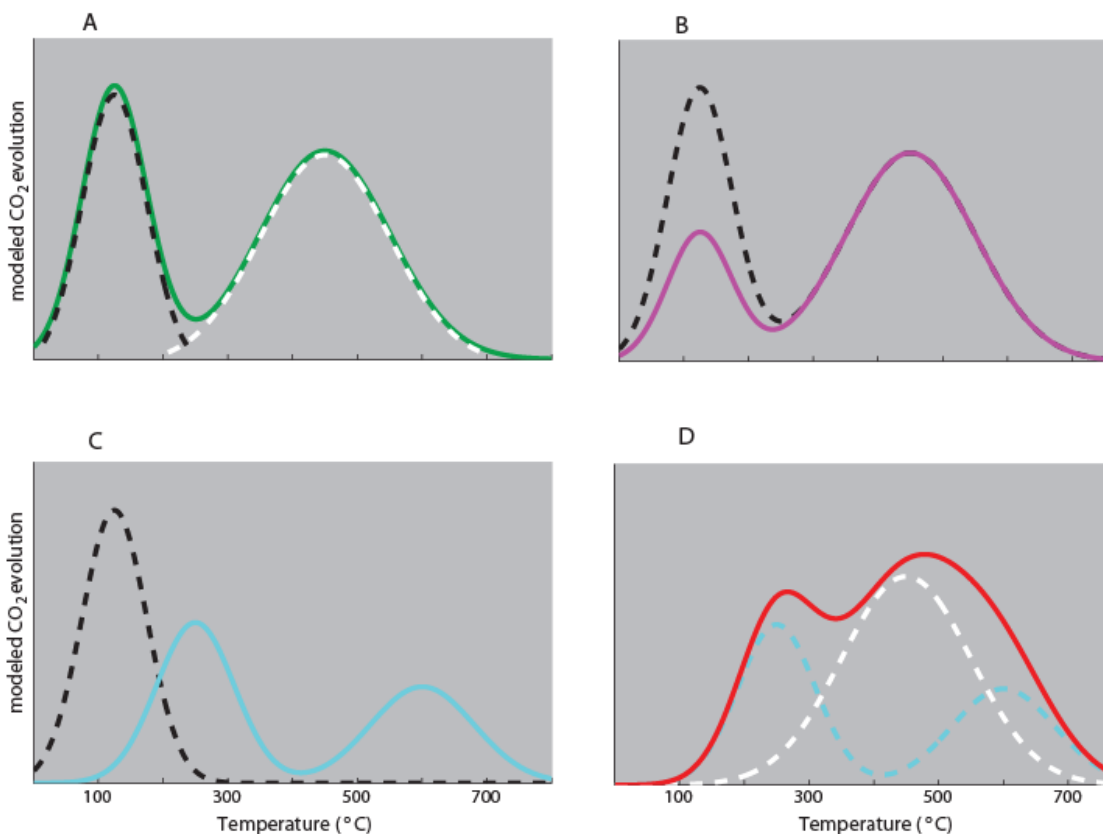 A
B
modeled CO2 evolution
C
D
modeled CO2 evolution
100 300 500 700
100 300 500 700
Temperature (°C)
Temperature (°C)